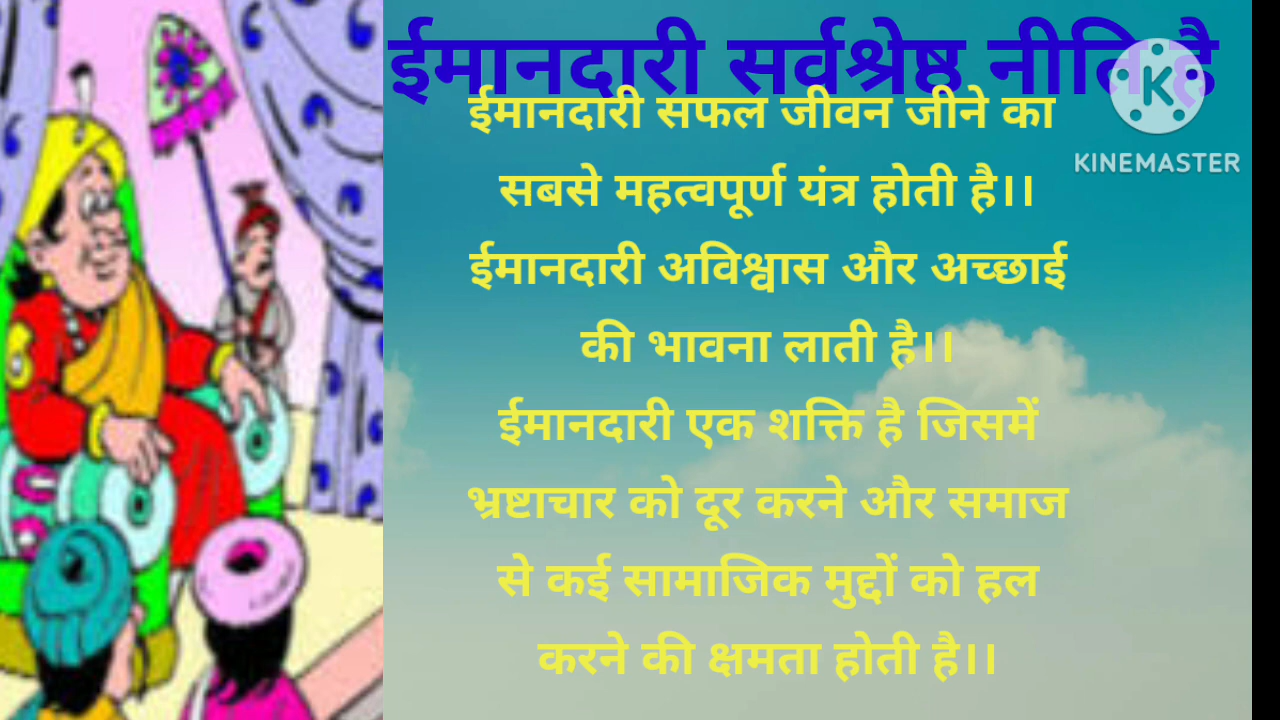 ईमानदारी सर्वश्रेष्ठ नीति है
ईमानदारी सफल जीवन जीने का
सबसे महत्वपूर्ण यंत्र होती है।।
ईमानदारी अविश्वास और अच्छाई
की भावना लाती है।।
ईमानदारी एक शक्ति है जिसमें
भ्रष्टाचार को दूर करने और समाज
से कई सामाजिक मुद्दों को हल
करने की क्षमता होती है।।
K
KINEMASTER